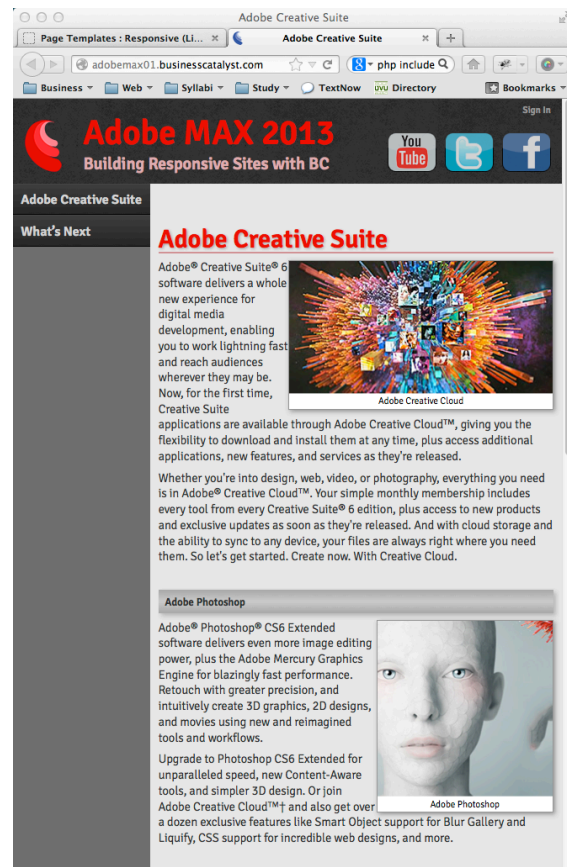 Adobe Creative Suite
Page Templates : Responsive (Li...
Adobe Creative Suite
adobemax01.businesscatalyst.com
php include
Business
Web
Syllabi
Study
TextNow
UVU Directory
Bookmarks
Sign In
Adobe MAX 2013
Building Responsive Sites with BC
You
Tube
Adobe Creative Suite
What's Next
Adobe Creative Suite
Adobe® Creative Suite® 6
software delivers a whole
new experience for
digital media
development, enabling
you to work lightning fast
and reach audiences
wherever they may be.
Now, for the first time,
Creative Suite
Adobe Creative Cloud
applications are available through Adobe Creative Cloud™, giving you the
flexibility to download and install them at any time, plus access additional
applications, new features, and services as they're released.
Whether you're into design, web, video, or photography, everything you need
is in Adobe® Creative Cloud™. Your simple monthly membership includes
every tool from every Creative Suite® 6 edition, plus access to new products
and exclusive updates as soon as they're released. And with cloud storage and
the ability to sync to any device, your files are always right where you need
them. So let's get started. Create now. With Creative Cloud.
Adobe Photoshop
Adobe® Photoshop® CS6 Extended
software delivers even more image editing
power, plus the Adobe Mercury Graphics
Engine for blazingly fast performance.
Retouch with greater precision, and
intuitively create 3D graphics, 2D designs,
and movies using new and reimagined
tools and workflows.
Upgrade to Photoshop CS6 Extended for
unparalleled speed, new Content-Aware
tools, and simpler 3D design. Or join
Adobe Creative Cloud™† and also get over
Adobe Photoshop
a dozen exclusive features like Smart Object support for Blur Gallery and
Liquify, CSS support for incredible web designs, and more.